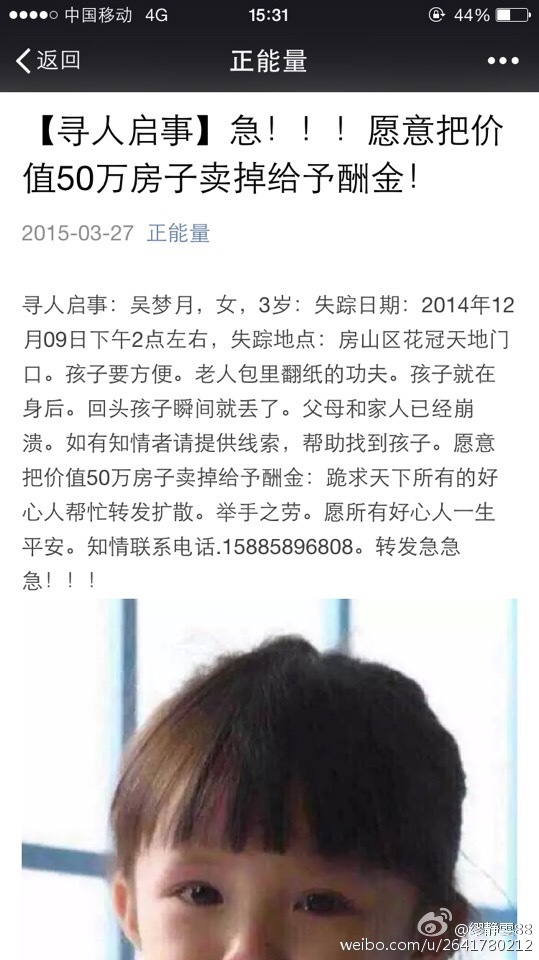 中国移动 4G 15:31 44%
返回 正能量
【寻人启事】急！！！愿意把价
值50万房子卖掉给予酬金！
2015-03-27 正能量
寻人启事：吴梦月，女，3岁：失踪日期：2014年12
月09日下午2点左右，失踪地点：房山区花冠天地门
口。孩子要方便。老人包里翻纸的功夫。孩子就在
身后。回头孩子瞬间就丢了。父母和家人已经崩
溃。如有知情者请提供线索，帮助找到孩子。愿意
把价值50万房子卖掉给予酬金：跪求天下所有的好
心人帮忙转发扩散。举手之劳。愿所有好心人一生
平安。知情联系电话.15885896808。转发急急
急！！！
@缪静雯88
weibo.com/u/2641780212